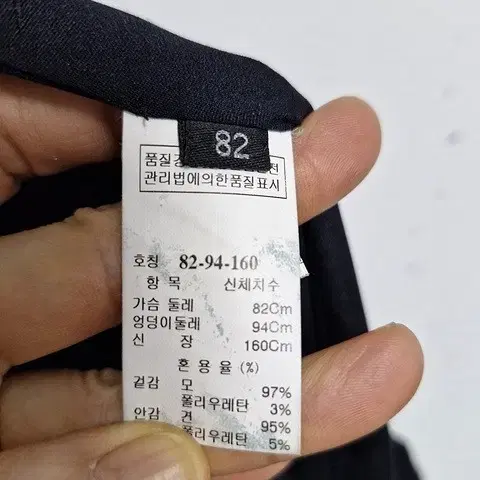 82
품질경 전
관리법에의한품질표시
호칭 82-94-160
항 목 신체치수
가슴 둘레 82Cm
엉덩이둘레 94Cm
신 장 160Cm
혼 용 율 (%)
겉감 모 97%
폴리우레탄 3%
안감 견 95%
폴리우레탄 5%